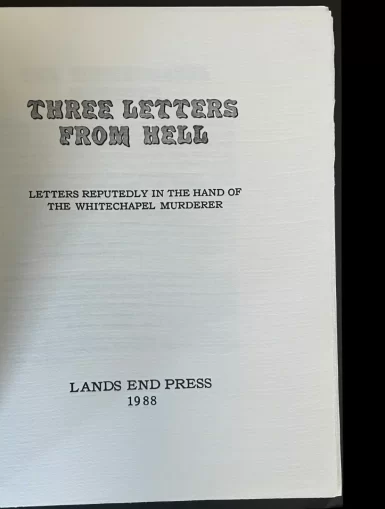 THREE LETTERS
FROM HELL
LETTERS REPUTEDLY IN THE HAND OF
THE WHITECHAPEL MURDERER
LANDS END PRESS
1988